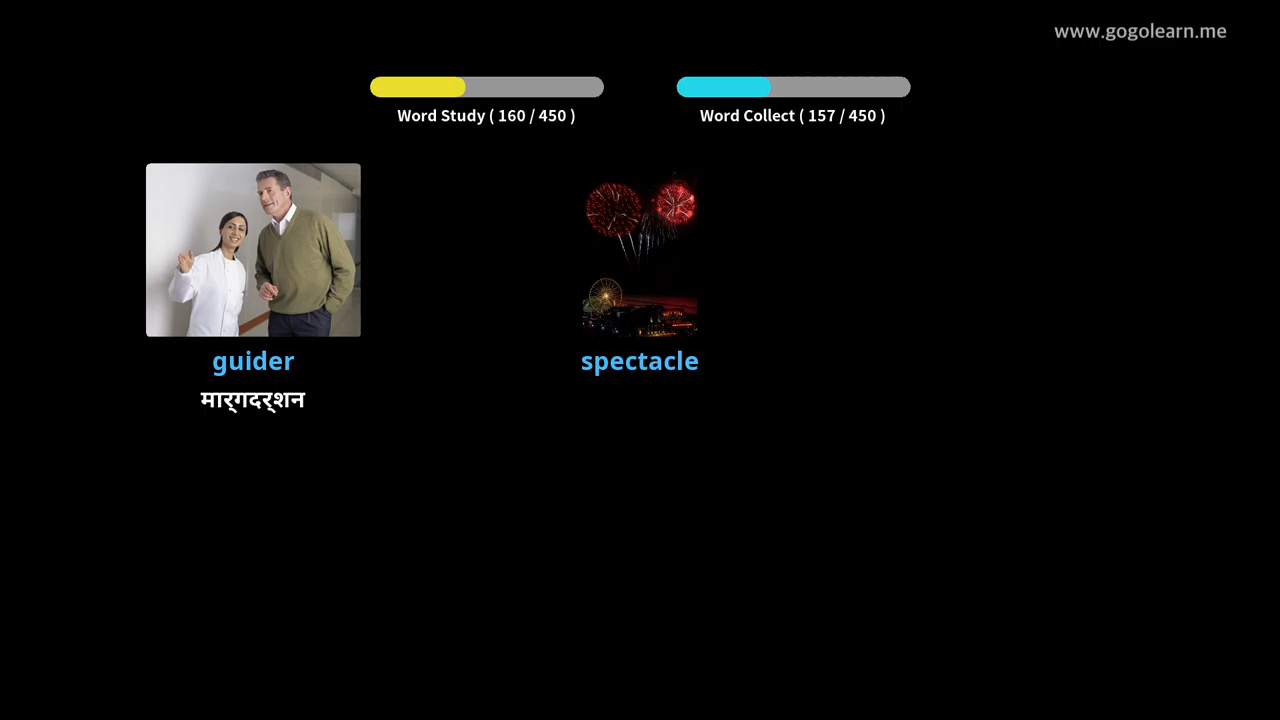 www.gogolearn.me
Word Study ( 160 / 450 )
Word Collect ( 157 / 450 )
guider
spectacle
मार्गदर्शन